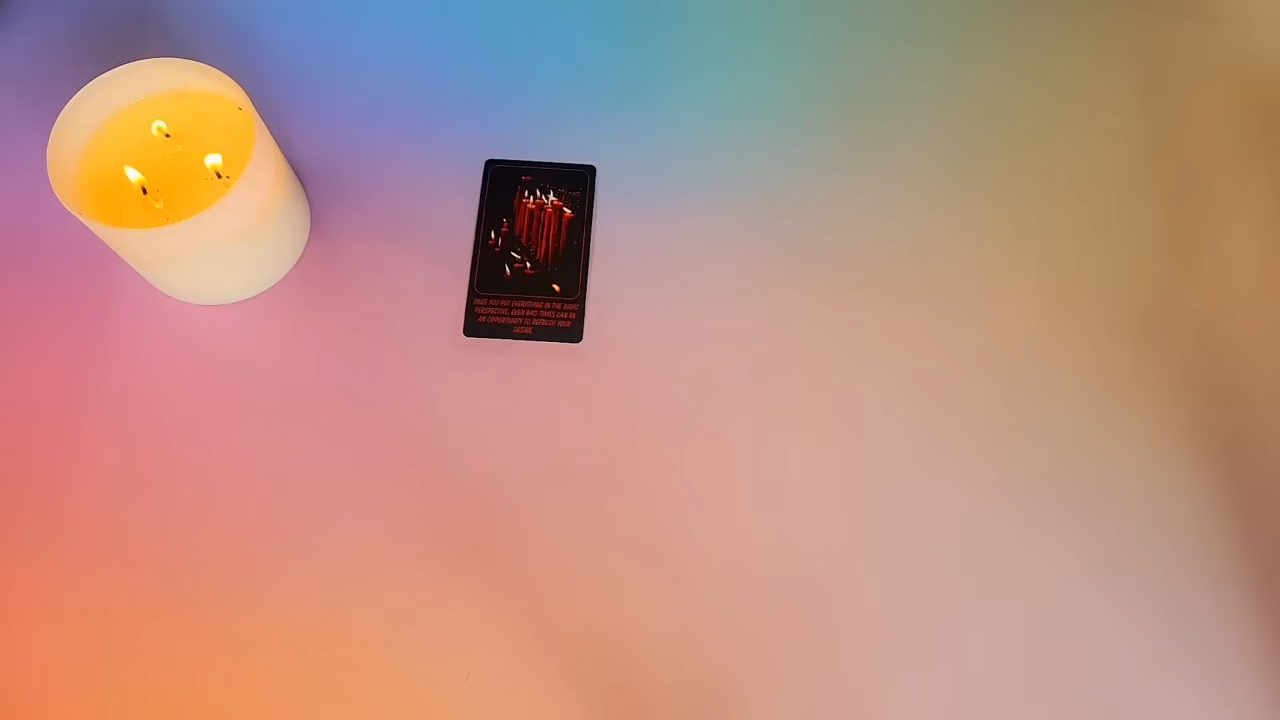 ONCE YOU PUT EVERYTHING IN THE RIGHT
PERSPECTIVE, EVEN BAD TIMES CAN BE
AN OPPORTUNITY TO REFRESH YOUR
DESIRE.